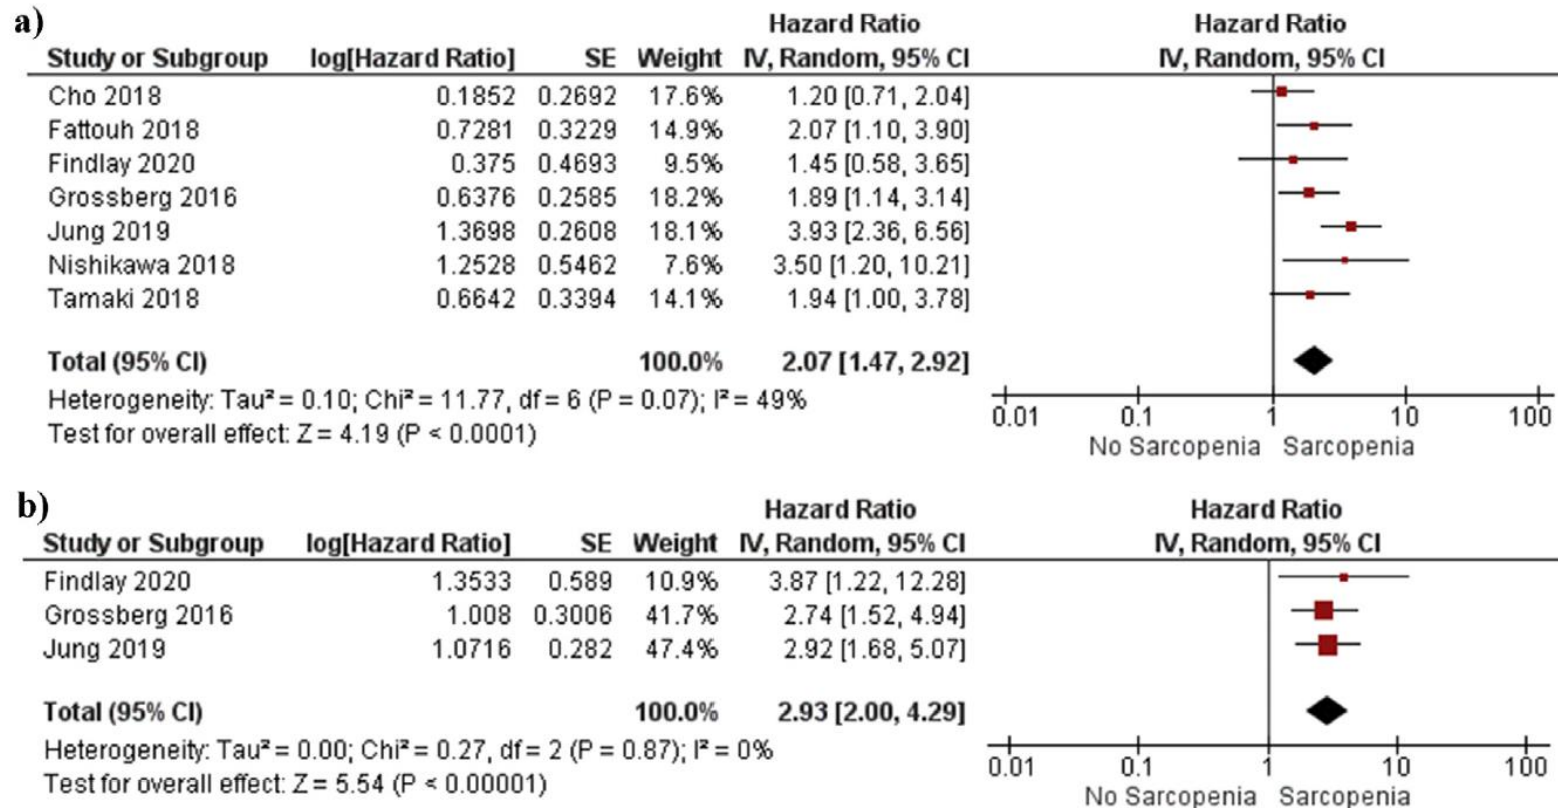 a)
Hazard Ratio Hazard Ratio
Study or Subgroup log[Hazard Ratio] SE Weight IV, Random, 95% CI IV, Random, 95% CI
Cho 2018 0.1852 0.2692 17.6% 1.20 [0.71, 2.04]
Fattouh 2018 0.7281 0.3229 14.9% 2.07 [1.10, 3.90]
Findlay 2020 0.375 0.4693 9.5% 1.45 [0.58, 3.65]
Grossberg 2016 0.6376 0.2585 18.2% 1.89 [1.14, 3.14]
Jung 2019 1.3698 0.2608 18.1% 3.93 [2.36, 6.56]
Nishikawa 2018 1.2528 0.5462 7.6% 3.50 [1.20, 10.21]
Tamaki 2018 0.6642 0.3394 14.1% 1.94 [1.00, 3.78]
Total (95% CI) 100.0% 2.07 [1.47, 2.92]
Heterogeneity: Tau² = 0.10; Chi² = 11.77, df = 6 (P = 0.07); I² = 49%
Test for overall effect: Z = 4.19 (P < 0.0001)
0.01 0.1 1 10 100
No Sarcopenia Sarcopenia
b)
Hazard Ratio Hazard Ratio
Study or Subgroup log[Hazard Ratio] SE Weight IV, Random, 95% CI IV, Random, 95% CI
Findlay 2020 1.3533 0.589 10.9% 3.87 [1.22, 12.28]
Grossberg 2016 1.008 0.3006 41.7% 2.74 [1.52, 4.94]
Jung 2019 1.0716 0.282 47.4% 2.92 [1.68, 5.07]
Total (95% CI) 100.0% 2.93 [2.00, 4.29]
Heterogeneity: Tau² = 0.00; Chi² = 0.27, df = 2 (P = 0.87); I² = 0%
Test for overall effect: Z = 5.54 (P < 0.00001)
0.01 0.1 1 10 100
No Sarcopenia Sarcopenia